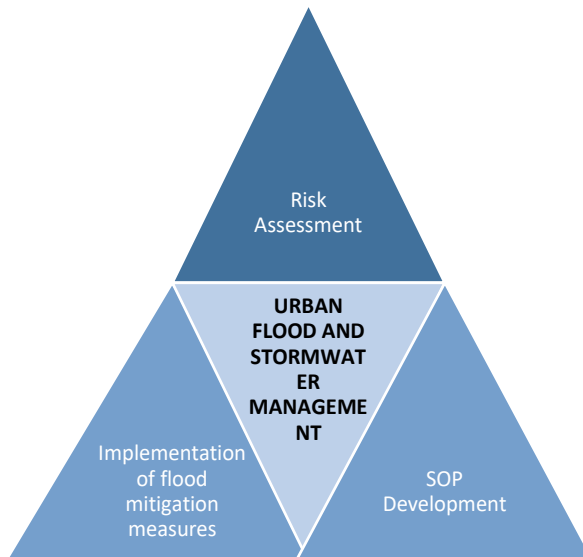 Risk
Assessment
URBAN
FLOOD AND
STORMWAT
ER
MANAGEME
NT
Implementation
of flood
mitigation
measures
SOP
Development